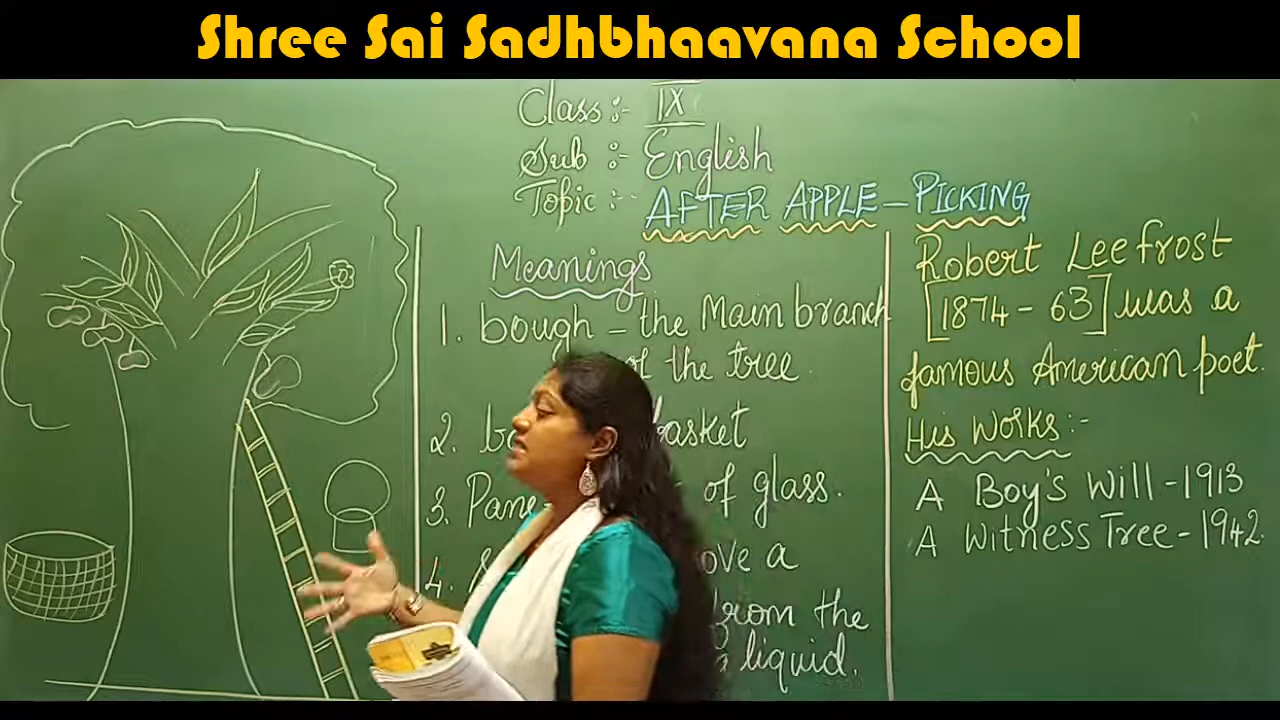 Shree Sai Sadhbhaavana School
Class :- IX
Sub :- English
Topic :- AFTER APPLE - PICKING
Meanings
1. bough - the Main branch
of the tree.
2. basket
3. Pane of glass.
4. ove a
from the
liquid.
Robert Lee frost
[1874 - 63] was a
famous American poet.
His Works :-
A Boy's Will - 1913
A Witness Tree - 1942.